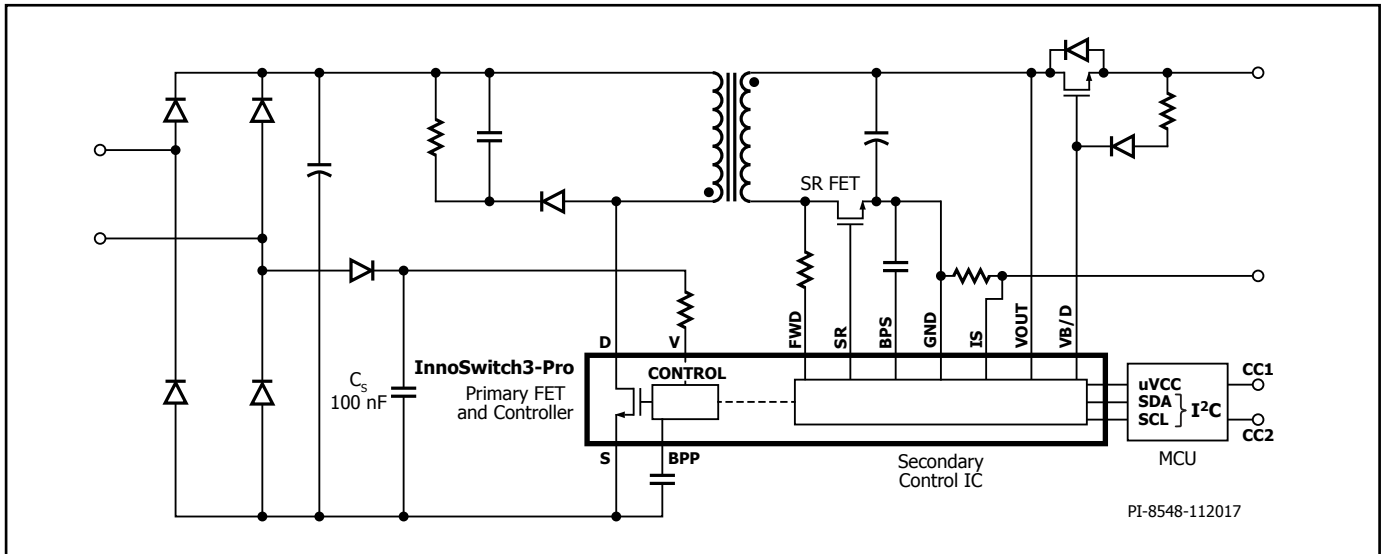 SR FET
FWD
SR
BPS
GND
IS
VOUT
VB/D
D
V
InnoSwitch3-Pro
Primary FET
and Controller
CONTROL
C_S
100 nF
S
BPP
Secondary
Control IC
uVCC
SDA
SCL
I²C
CC1
CC2
MCU
PI-8548-112017